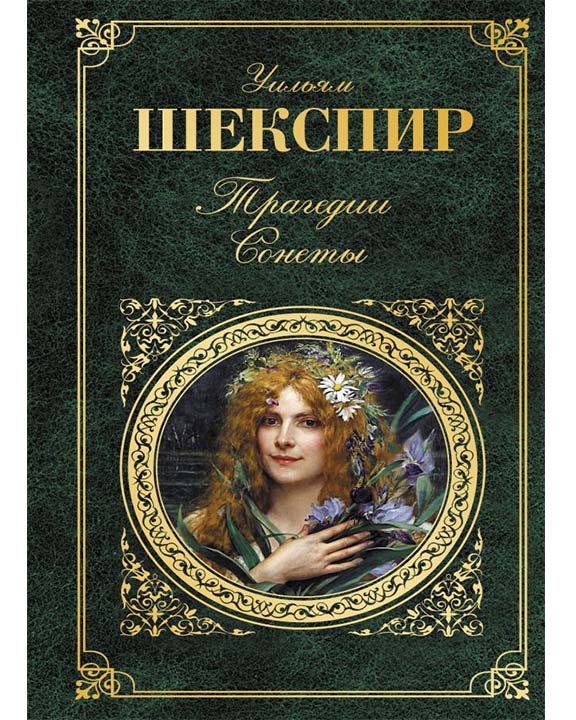 Уильям
ШЕКСПИР
Трагедии
Сонеты